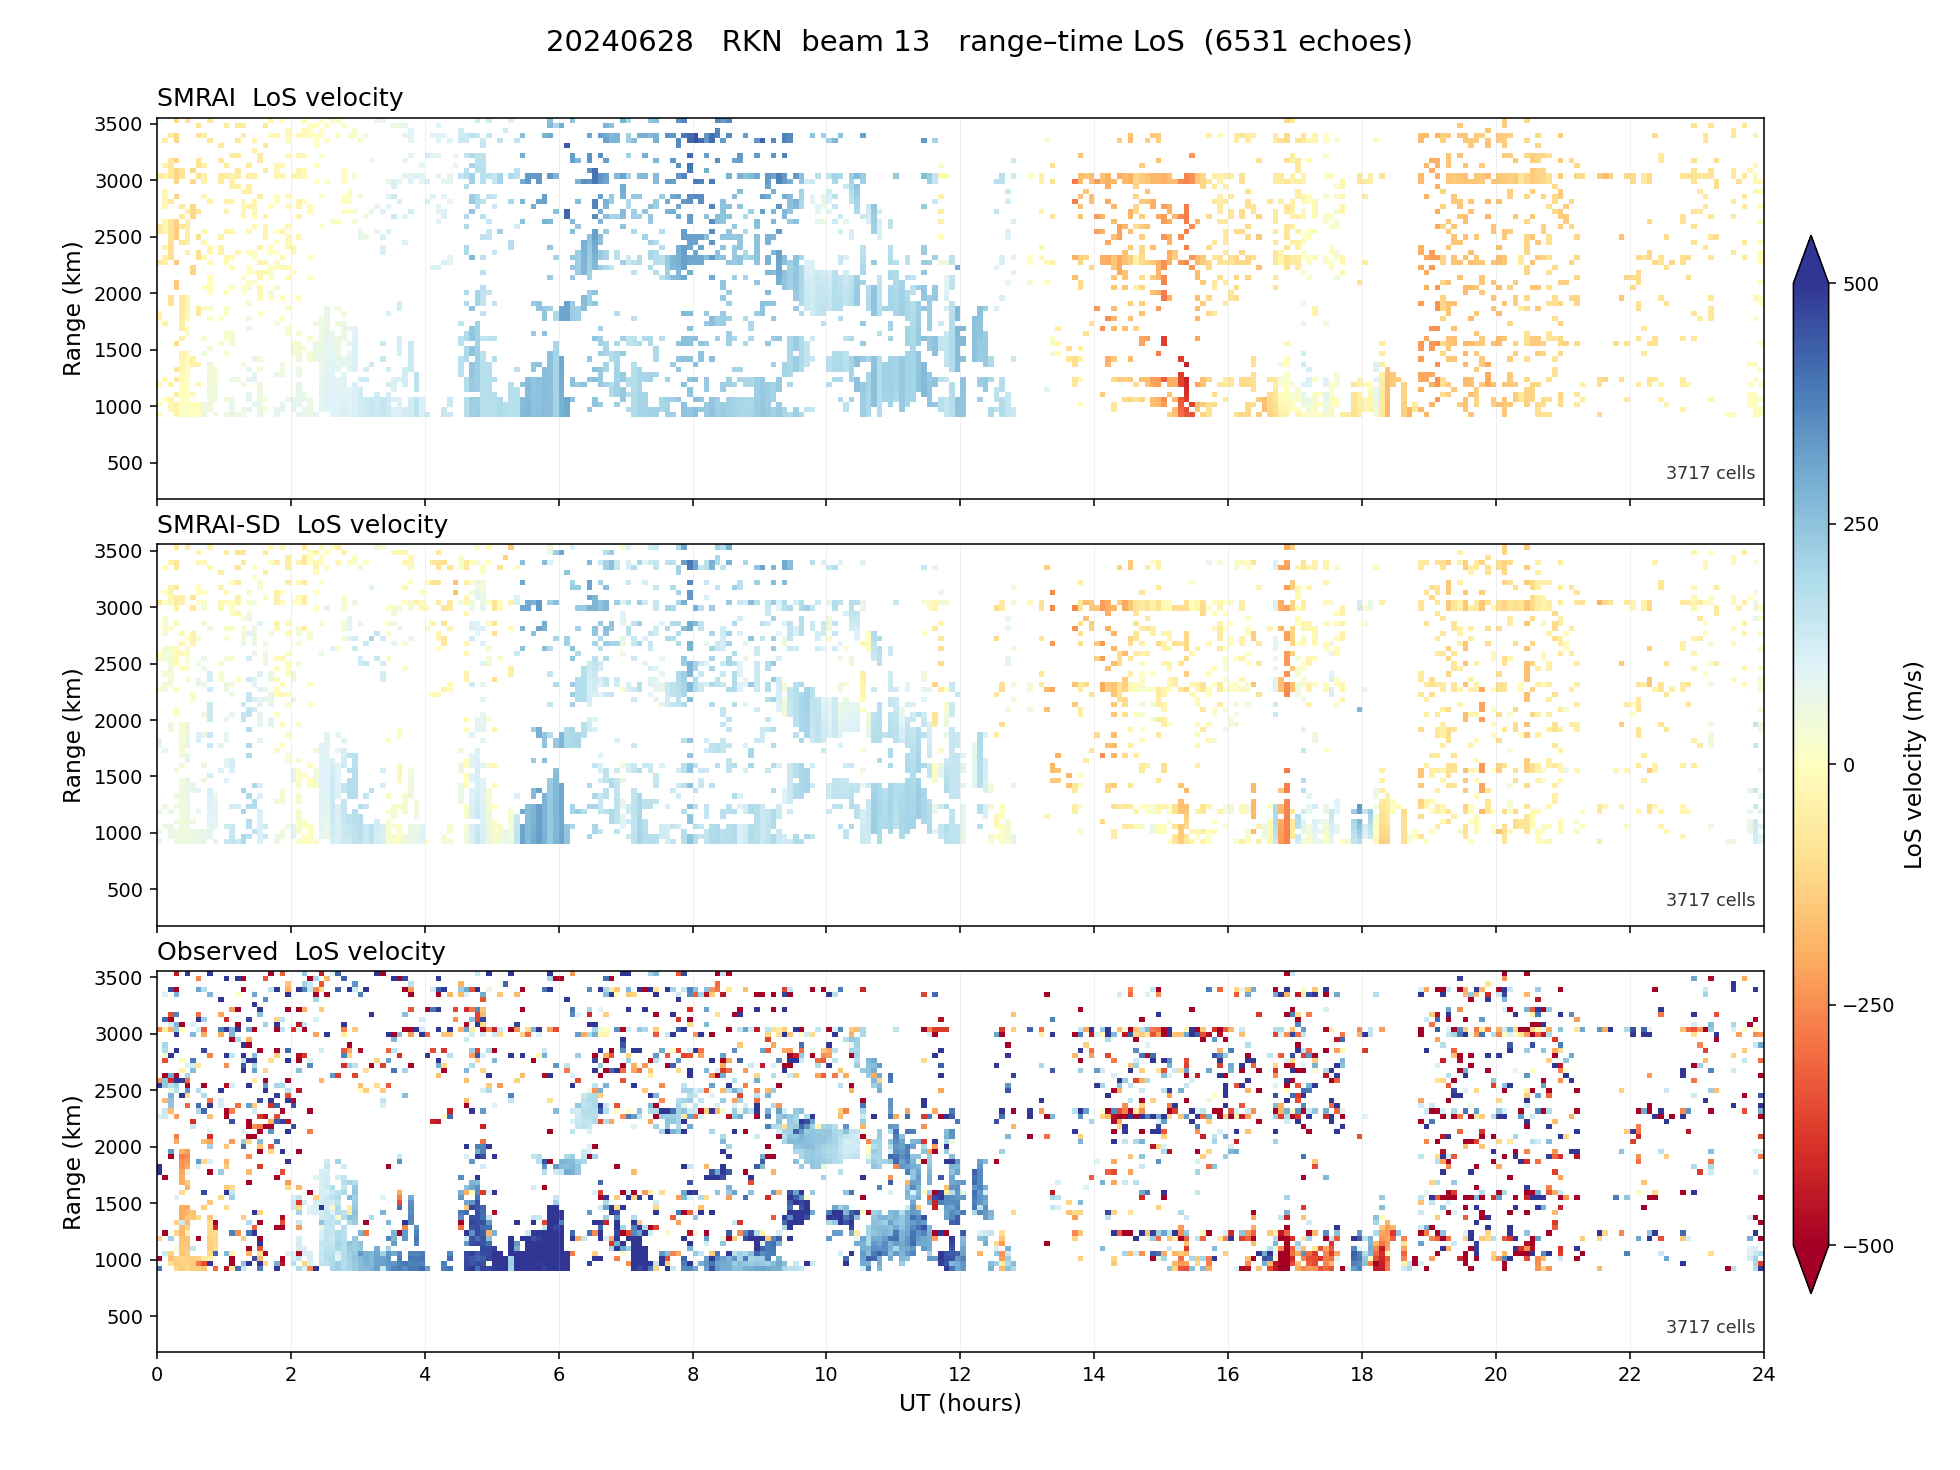 20240628   RKN  beam 13   range–time LoS  (6531 echoes)
SMRAI  LoS velocity
3500
3000
2500
2000
1500
1000
500
Range (km)
3717 cells
SMRAI-SD  LoS velocity
3500
3000
2500
2000
1500
1000
500
Range (km)
3717 cells
Observed  LoS velocity
3500
3000
2500
2000
1500
1000
500
Range (km)
3717 cells
0 2 4 6 8 10 12 14 16 18 20 22 24
UT (hours)
500
250
0
−250
−500
LoS velocity (m/s)